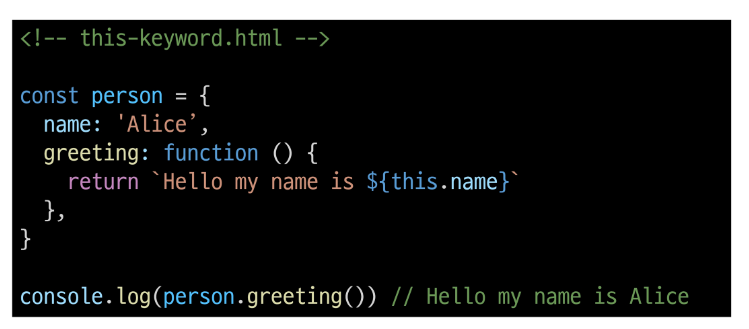 <!-- this-keyword.html -->
const person = {
  name: 'Alice’,
  greeting: function () {
    return `Hello my name is ${this.name}`
  },
}
console.log(person.greeting()) // Hello my name is Alice